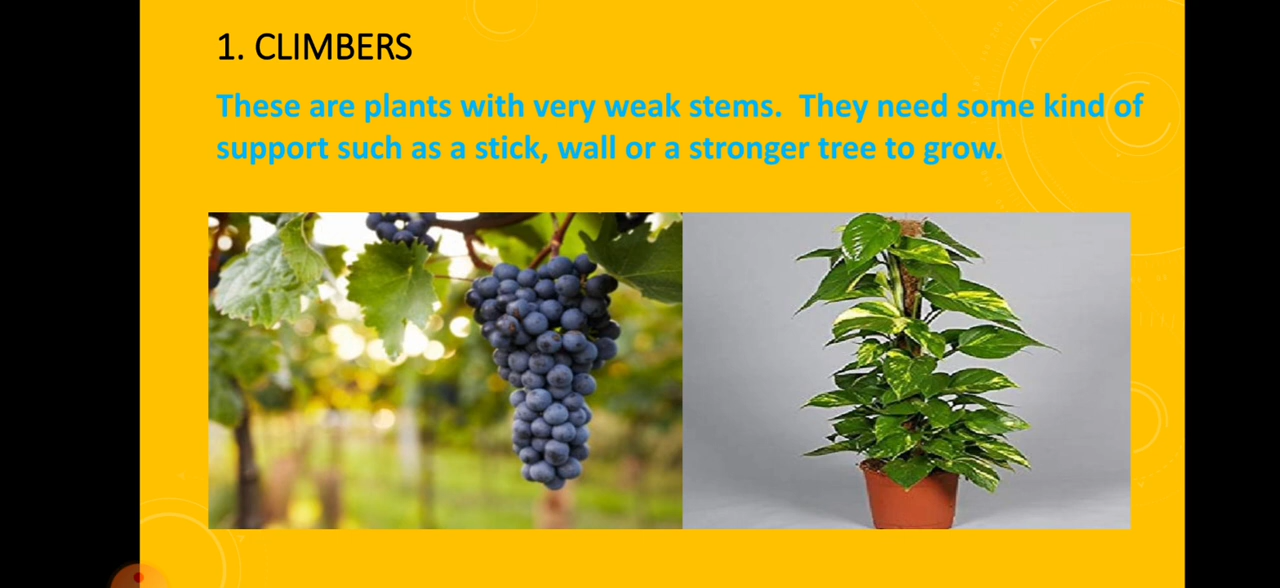 1. CLIMBERS
These are plants with very weak stems.  They need some kind of
support such as a stick, wall or a stronger tree to grow.